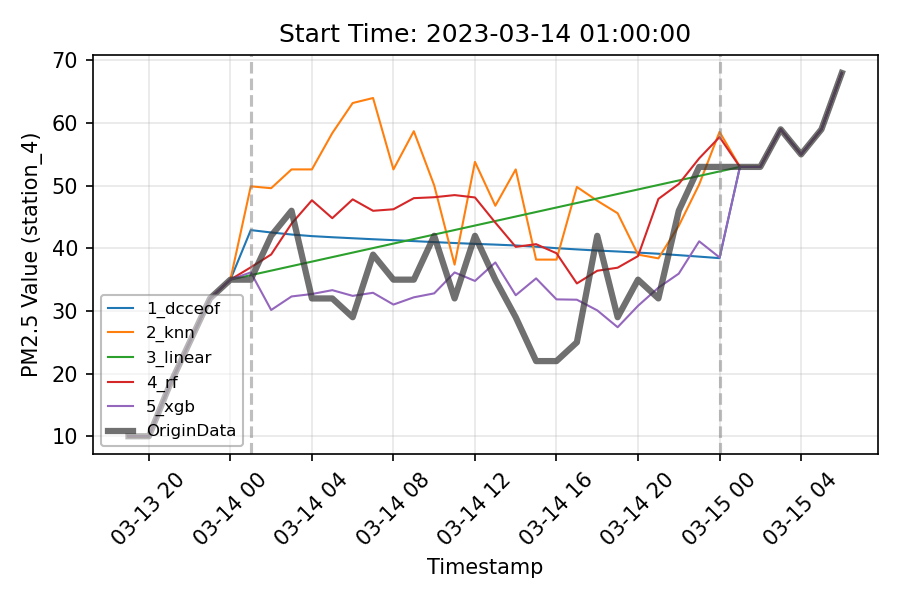 Start Time: 2023-03-14 01:00:00
PM2.5 Value (station_4)
70
60
50
40
30
20
10
1_dcceof
2_knn
3_linear
4_rf
5_xgb
OriginData
03-13 20
03-14 00
03-14 04
03-14 08
03-14 12
03-14 16
03-14 20
03-15 00
03-15 04
Timestamp